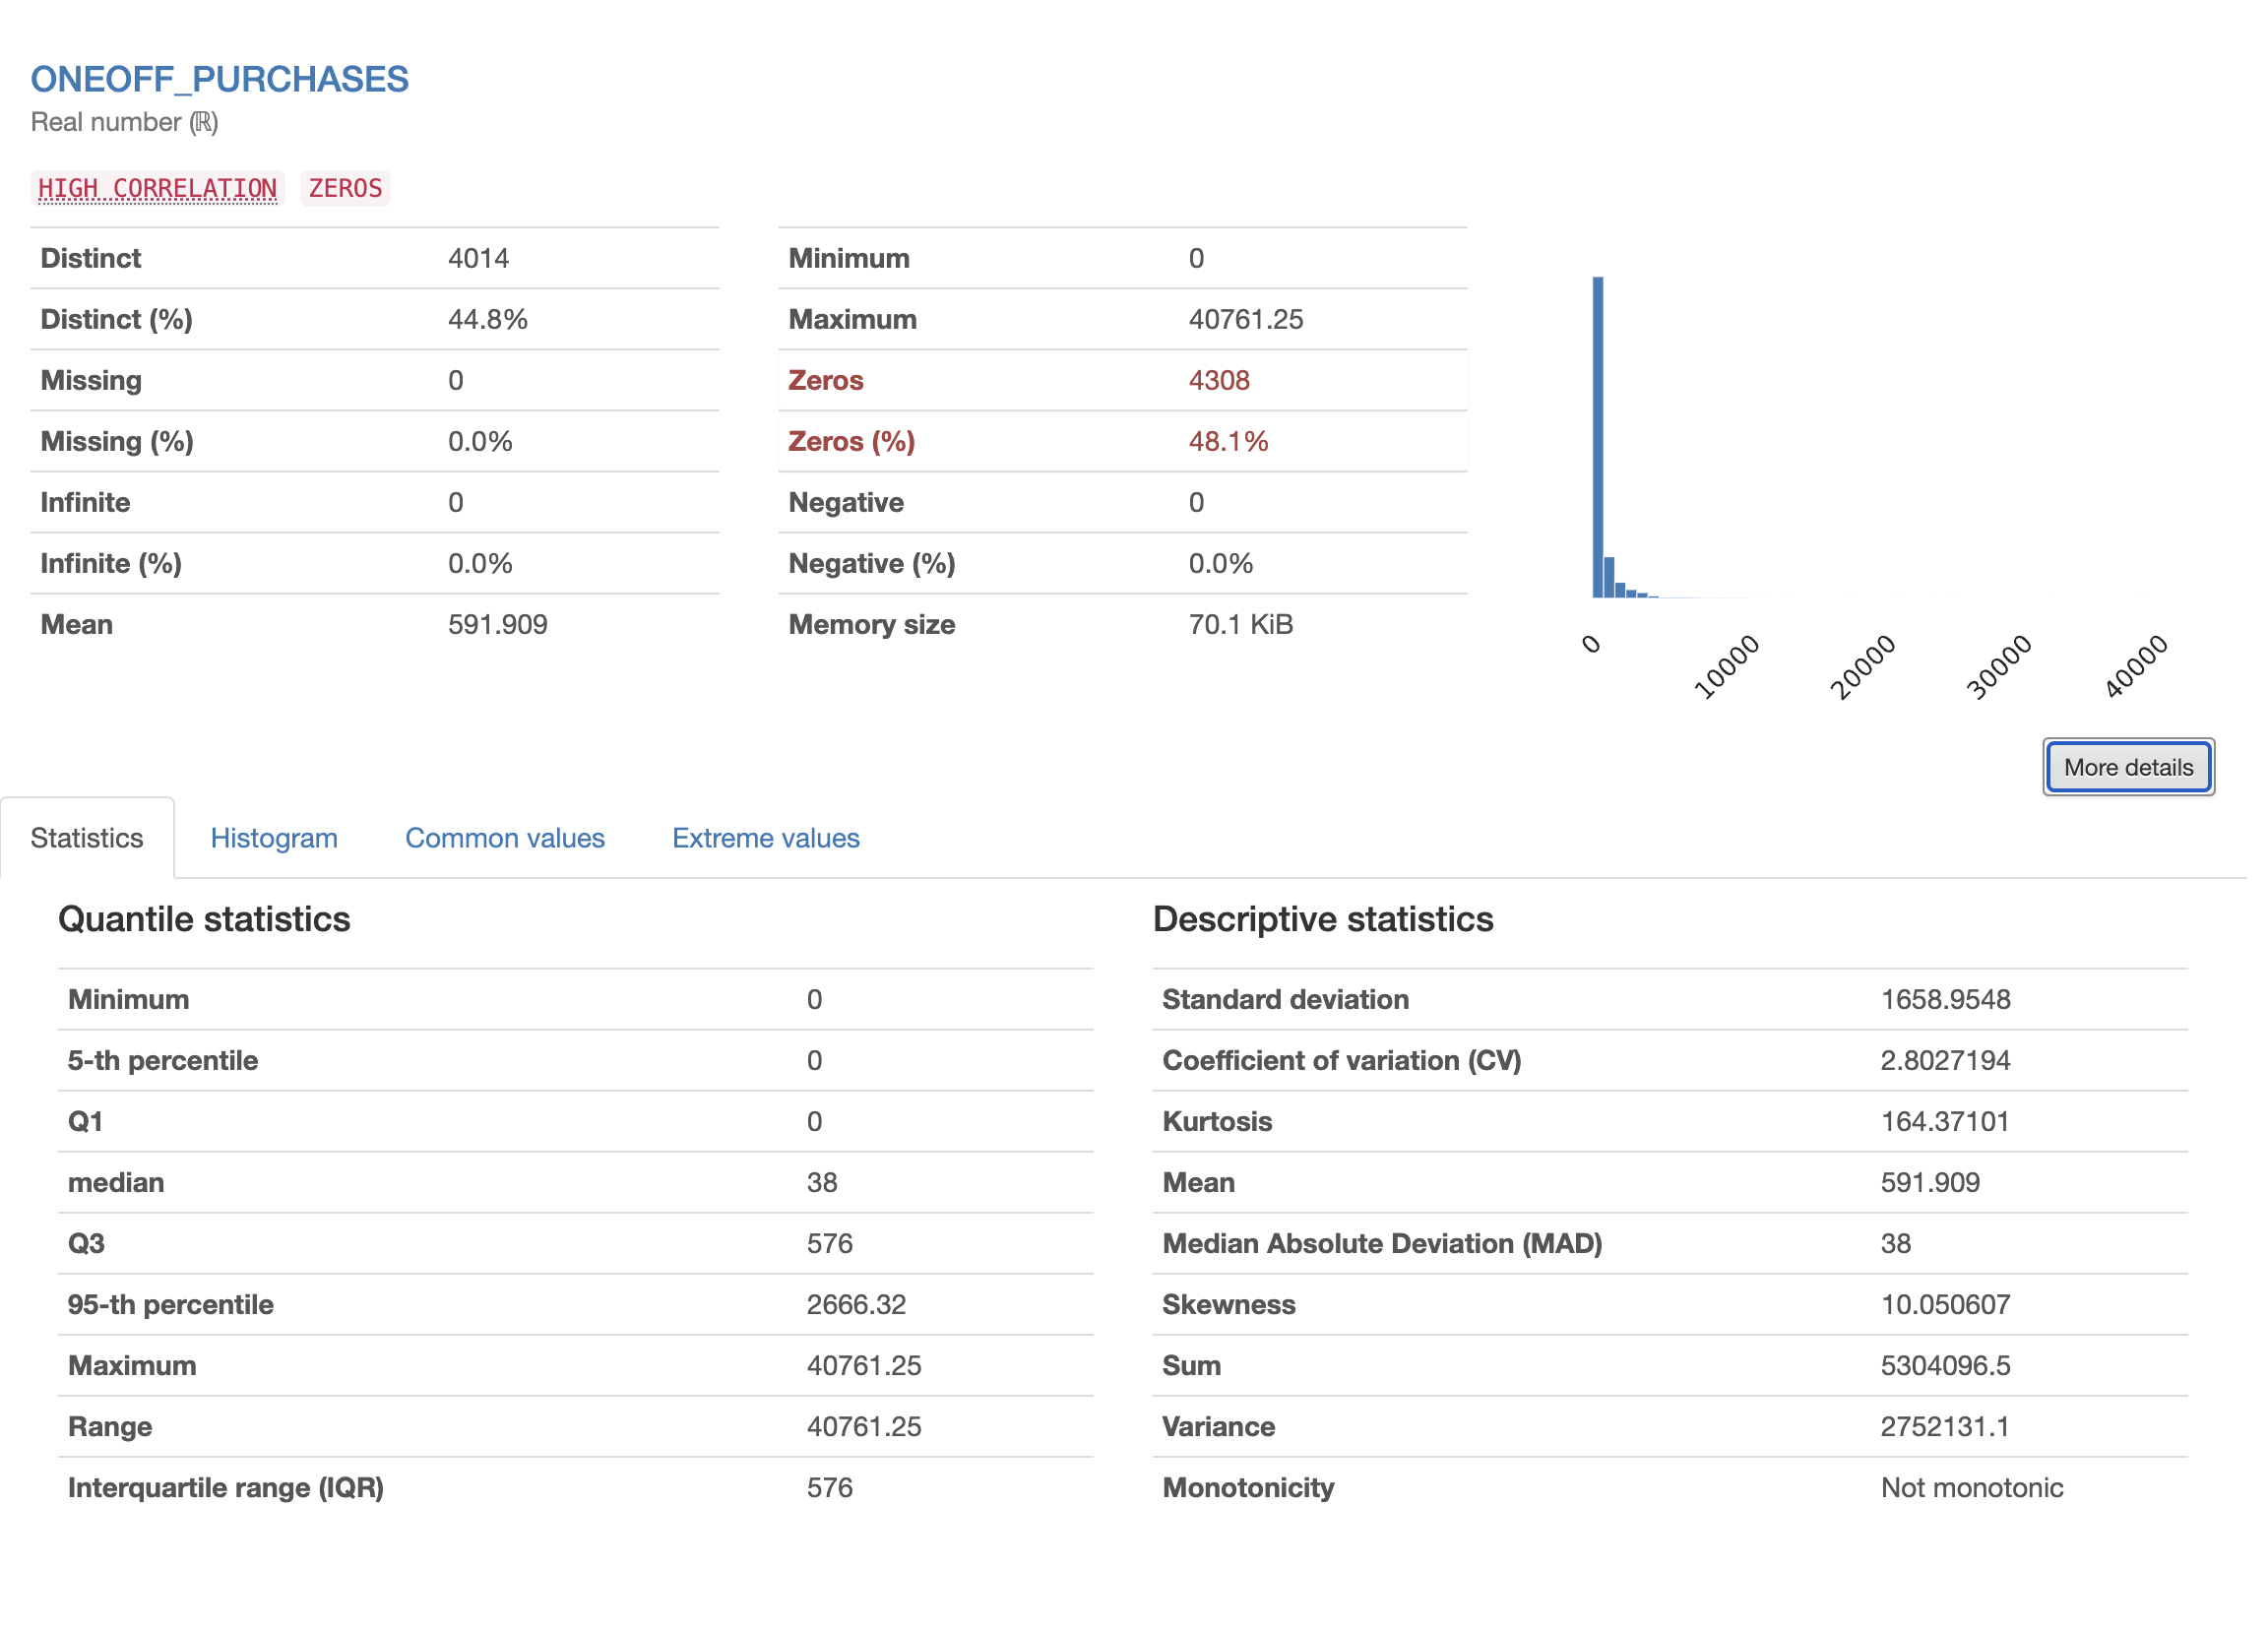 ONEOFF_PURCHASES
Real number (ℝ)
HIGH CORRELATION ZEROS
Distinct 4014
Distinct (%) 44.8%
Missing 0
Missing (%) 0.0%
Infinite 0
Infinite (%) 0.0%
Mean 591.909
Minimum 0
Maximum 40761.25
Zeros 4308
Zeros (%) 48.1%
Negative 0
Negative (%) 0.0%
Memory size 70.1 KiB
0 10000 20000 30000 40000
More details
Statistics Histogram Common values Extreme values
Quantile statistics
Minimum 0
5-th percentile 0
Q1 0
median 38
Q3 576
95-th percentile 2666.32
Maximum 40761.25
Range 40761.25
Interquartile range (IQR) 576
Descriptive statistics
Standard deviation 1658.9548
Coefficient of variation (CV) 2.8027194
Kurtosis 164.37101
Mean 591.909
Median Absolute Deviation (MAD) 38
Skewness 10.050607
Sum 5304096.5
Variance 2752131.1
Monotonicity Not monotonic